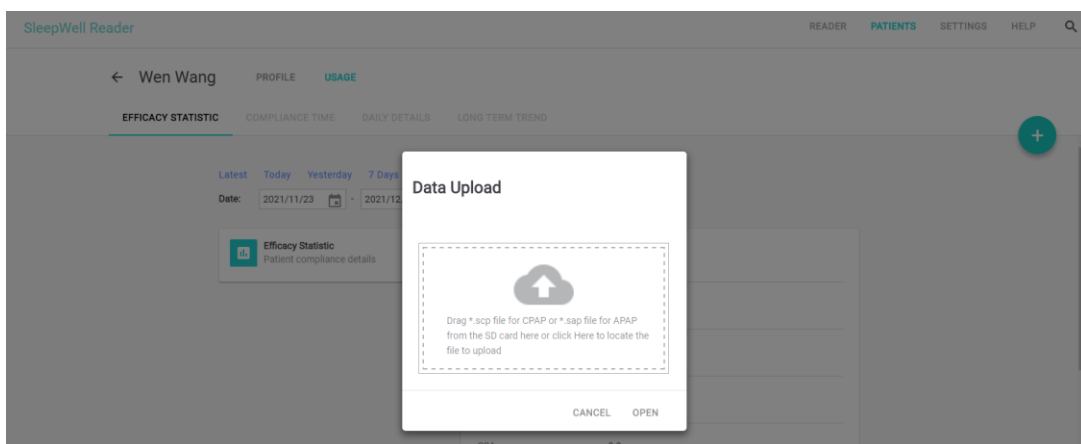 SleepWell Reader
READER PATIENTS SETTINGS HELP
Wen Wang PROFILE USAGE
EFFICACY STATISTIC COMPLIANCE TIME DAILY DETAILS LONG TERM TREND
Latest Today Yesterday 7 Days
Date: 2021/11/23 - 2021/12
Efficacy Statistic
Patient compliance details
Data Upload
Drag *.scp file for CPAP or *.sap file for APAP
from the SD card here or click Here to locate the
file to upload
CANCEL OPEN